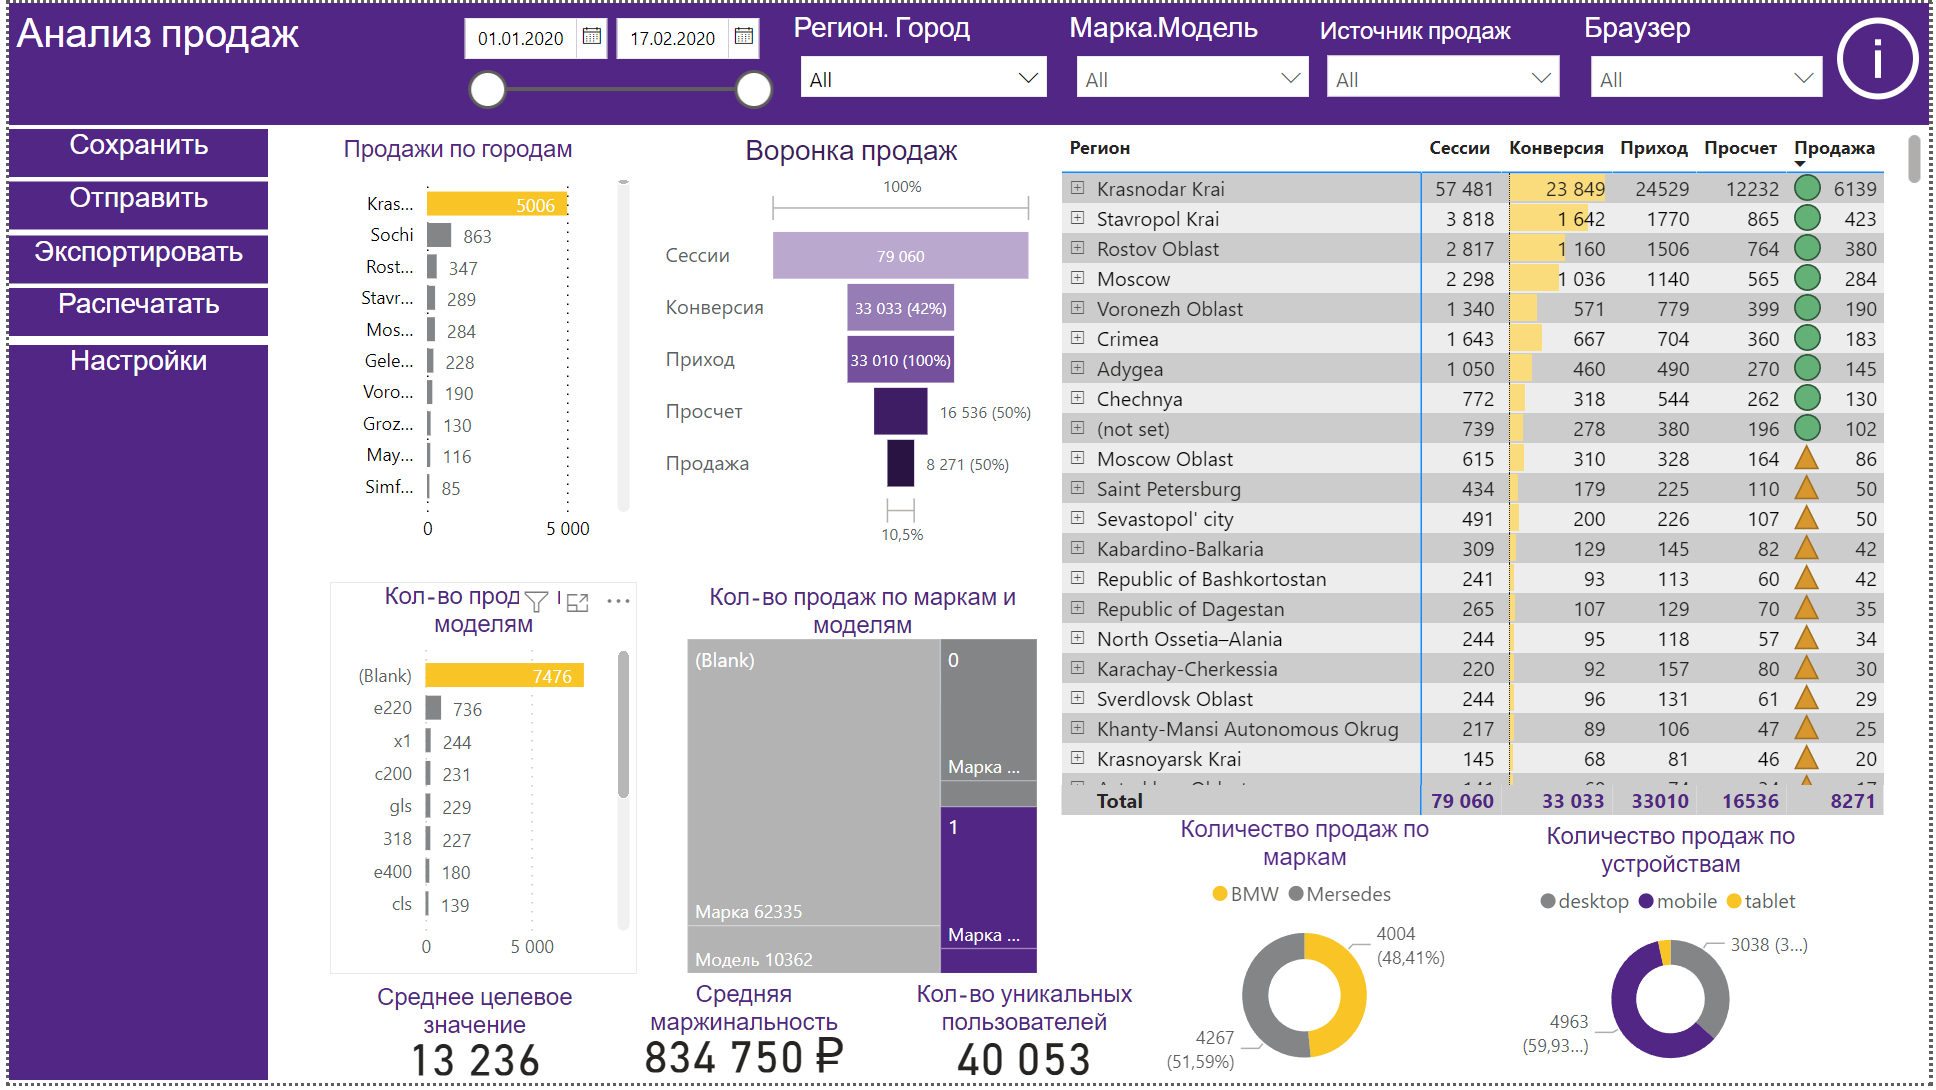 Анализ продаж
01.01.2020
17.02.2020
Регион. Город
All
Марка.Модель
All
Источник продаж
All
Браузер
All
i
Сохранить
Отправить
Экспортировать
Распечатать
Настройки
Продажи по городам
Kras... 5006
Sochi 863
Rost... 347
Stavr... 289
Mos... 284
Gele... 228
Voro... 190
Groz... 130
May... 116
Simf... 85
0 5 000
Воронка продаж
100%
Сессии 79 060
Конверсия 33 033 (42%)
Приход 33 010 (100%)
Просчет 16 536 (50%)
Продажа 8 271 (50%)
10,5%
Регион Сессии Конверсия Приход Просчет Продажа
Krasnodar Krai 57 481 23 849 24529 12232 6139
Stavropol Krai 3 818 1 642 1770 865 423
Rostov Oblast 2 817 1 160 1506 764 380
Moscow 2 298 1 036 1140 565 284
Voronezh Oblast 1 340 571 779 399 190
Crimea 1 643 667 704 360 183
Adygea 1 050 460 490 270 145
Chechnya 772 318 544 262 130
(not set) 739 278 380 196 102
Moscow Oblast 615 310 328 164 86
Saint Petersburg 434 179 225 110 50
Sevastopol' city 491 200 226 107 50
Kabardino-Balkaria 309 129 145 82 42
Republic of Bashkortostan 241 93 113 60 42
Republic of Dagestan 265 107 129 70 35
North Ossetia–Alania 244 95 118 57 34
Karachay-Cherkessia 220 92 157 80 30
Sverdlovsk Oblast 244 96 131 61 29
Khanty-Mansi Autonomous Okrug 217 89 106 47 25
Krasnoyarsk Krai 145 68 81 46 20
Total 79 060 33 033 33010 16536 8271
Кол-во прод
моделям
(Blank) 7476
e220 736
x1 244
c200 231
gls 229
318 227
e400 180
cls 139
0 5 000
Кол-во продаж по маркам и
моделям
(Blank)
Марка 62335
Модель 10362
0
Марка ...
1
Марка ...
Количество продаж по
маркам
BMW Mersedes
4004
(48,41%)
4267
(51,59%)
Количество продаж по
устройствам
desktop mobile tablet
3038 (3...)
4963
(59,93...)
Среднее целевое
значение
13 236
Средняя
маржинальность
834 750 ₽
Кол-во уникальных
пользователей
40 053